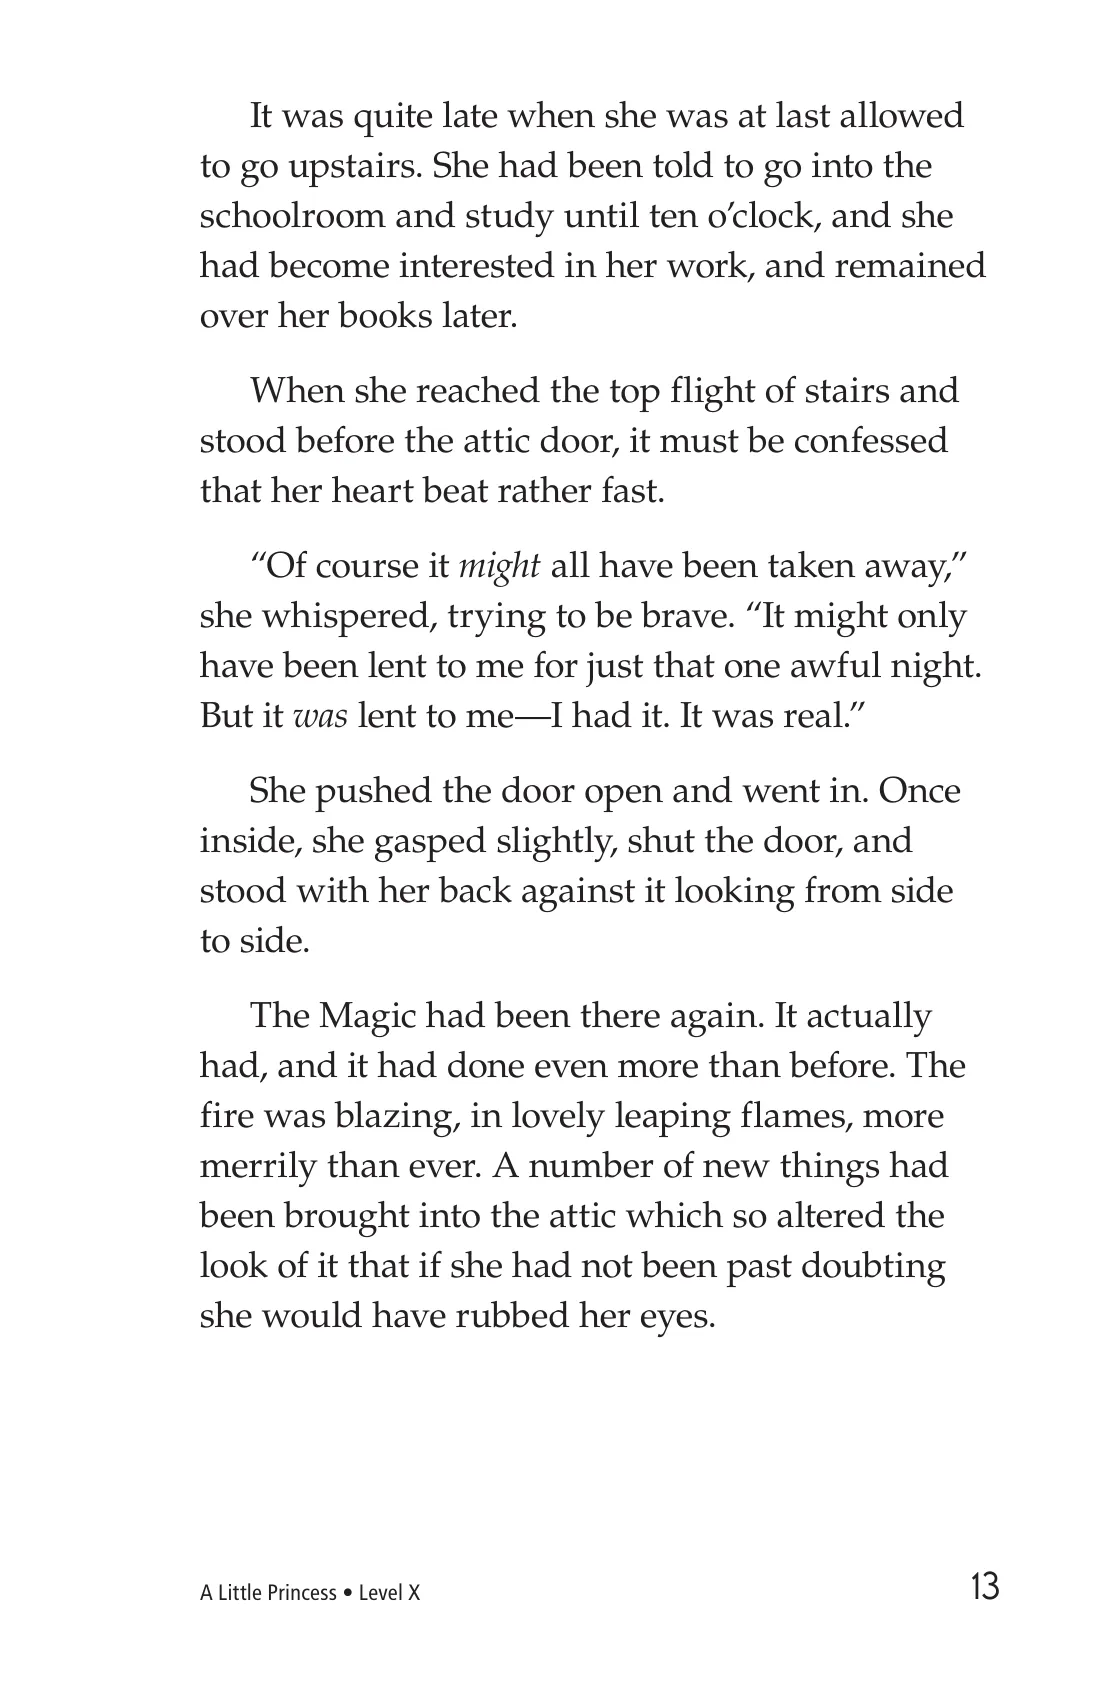 It was quite late when she was at last allowed
to go upstairs. She had been told to go into the
schoolroom and study until ten o’clock, and she
had become interested in her work, and remained
over her books later.
When she reached the top flight of stairs and
stood before the attic door, it must be confessed
that her heart beat rather fast.
“Of course it might all have been taken away,”
she whispered, trying to be brave. “It might only
have been lent to me for just that one awful night.
But it was lent to me—I had it. It was real.”
She pushed the door open and went in. Once
inside, she gasped slightly, shut the door, and
stood with her back against it looking from side
to side.
The Magic had been there again. It actually
had, and it had done even more than before. The
fire was blazing, in lovely leaping flames, more
merrily than ever. A number of new things had
been brought into the attic which so altered the
look of it that if she had not been past doubting
she would have rubbed her eyes.
A Little Princess • Level X 13